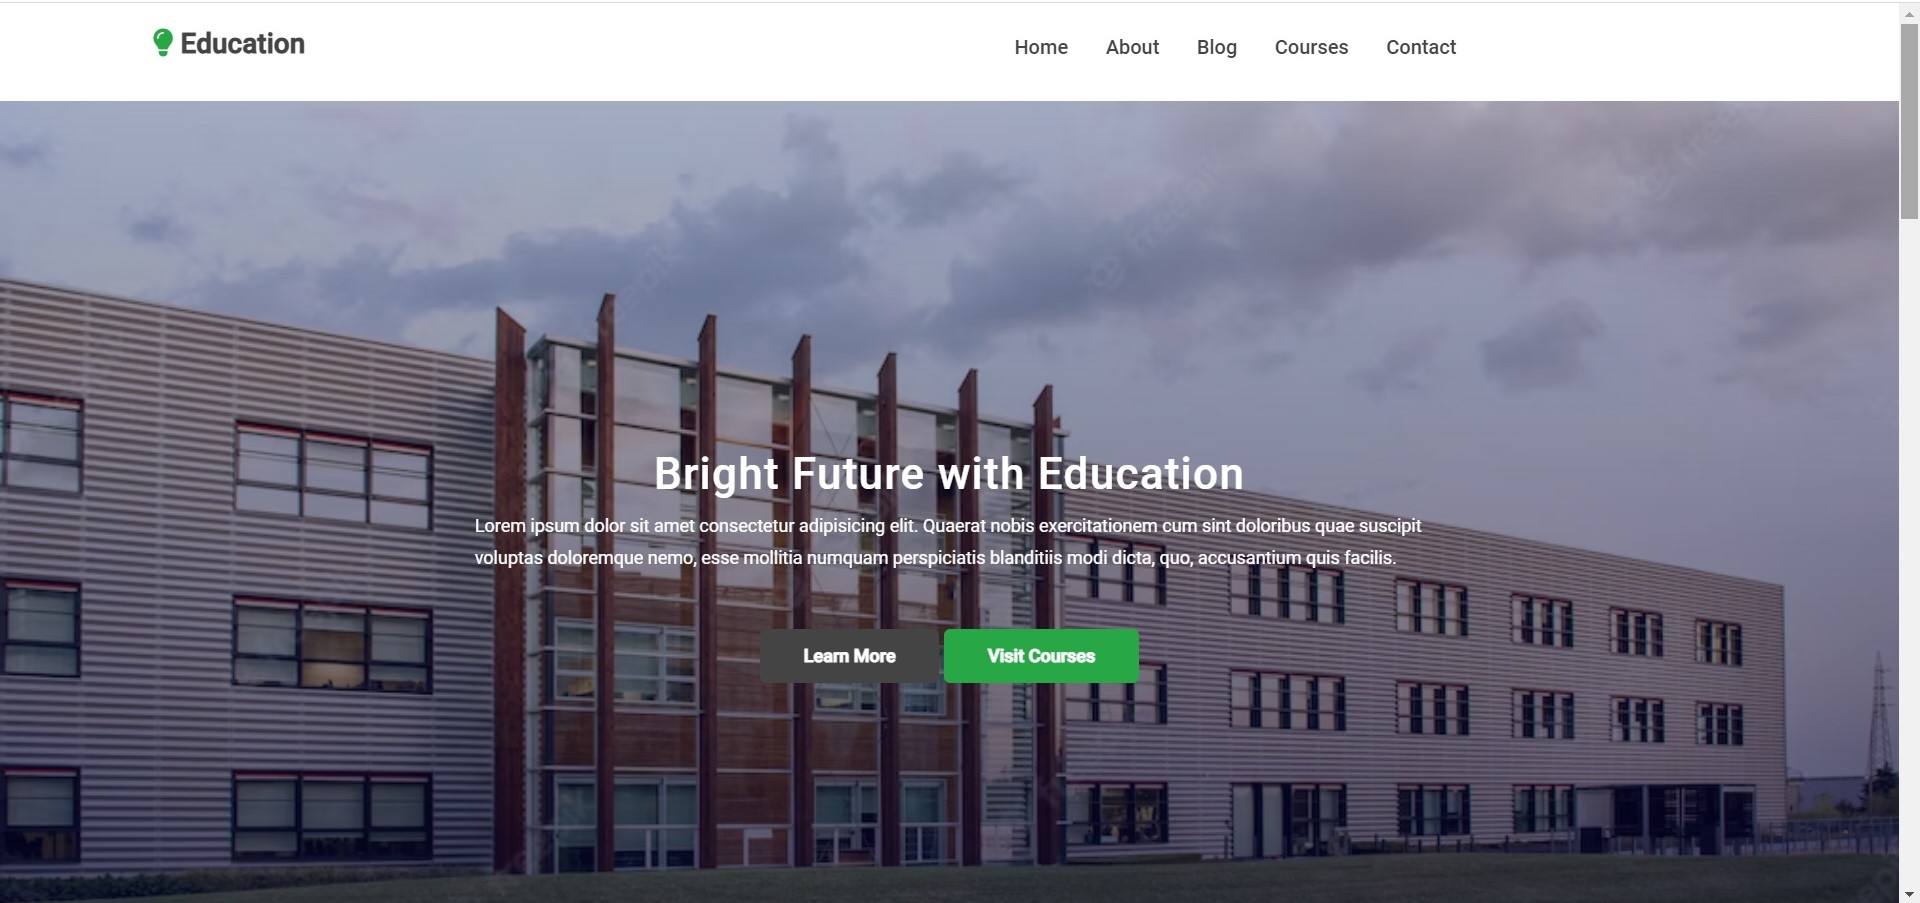 Education
Home About Blog Courses Contact
Bright Future with Education
Lorem ipsum dolor sit amet consectetur adipisicing elit. Quaerat nobis exercitationem cum sint doloribus quae suscipit
voluptas doloremque nemo, esse mollitia numquam perspiciatis blanditiis modi dicta, quo, accusantium quis facilis.
Learn More Visit Courses
freepik
freepik